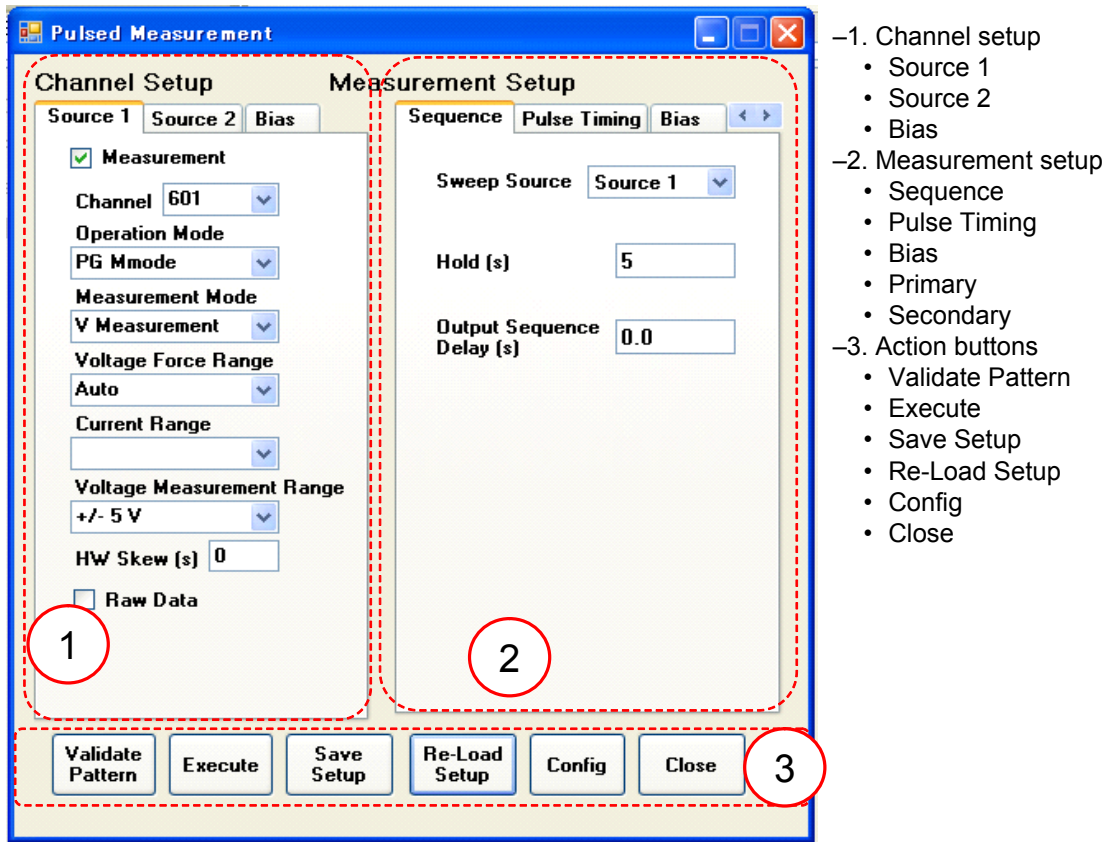 Pulsed Measurement
Channel Setup
Measurement Setup
Source 1
Source 2
Bias
Measurement
Channel 601
Operation Mode
PG Mmode
Measurement Mode
V Measurement
Voltage Force Range
Auto
Current Range
Voltage Measurement Range
+/- 5 V
HW Skew (s) 0
Raw Data
1
Sequence
Pulse Timing
Bias
Sweep Source Source 1
Hold (s) 5
Output Sequence
Delay (s) 0.0
2
Validate
Pattern
Execute
Save
Setup
Re-Load
Setup
Config
Close
3
–1. Channel setup
• Source 1
• Source 2
• Bias
–2. Measurement setup
• Sequence
• Pulse Timing
• Bias
• Primary
• Secondary
–3. Action buttons
• Validate Pattern
• Execute
• Save Setup
• Re-Load Setup
• Config
• Close